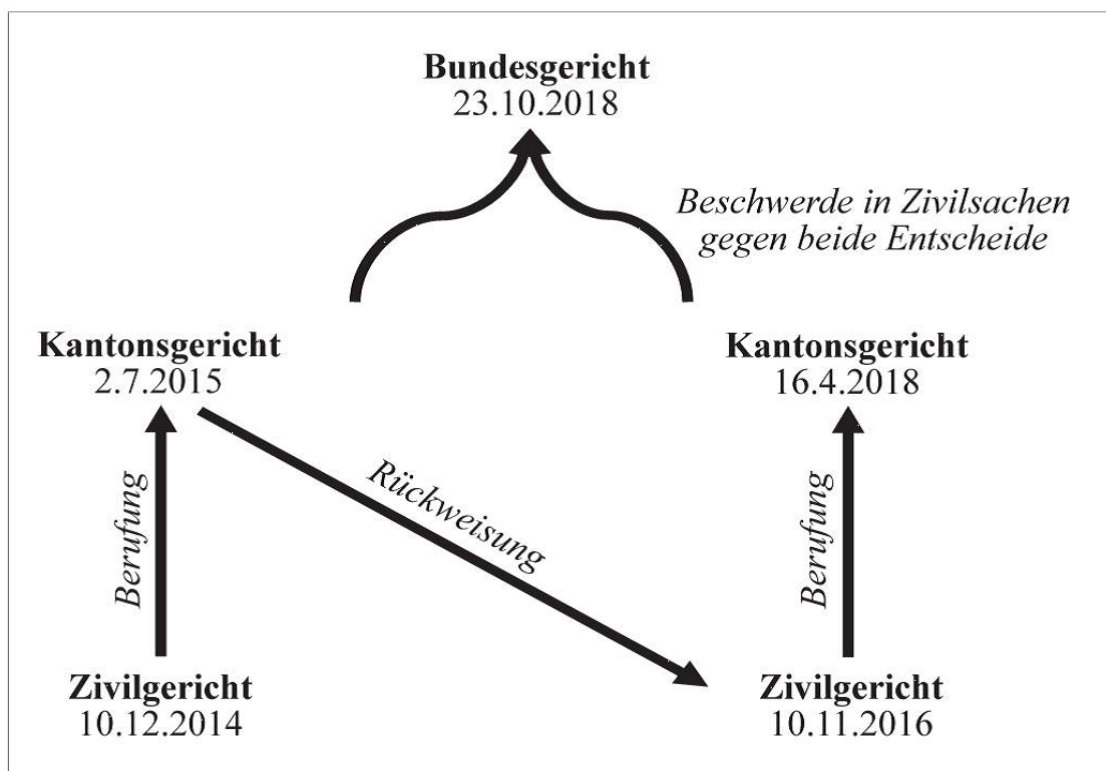 Bundesgericht
23.10.2018
Beschwerde in Zivilsachen
gegen beide Entscheide
Kantonsgericht
2.7.2015
Kantonsgericht
16.4.2018
Berufung
Rückweisung
Berufung
Zivilgericht
10.12.2014
Zivilgericht
10.11.2016